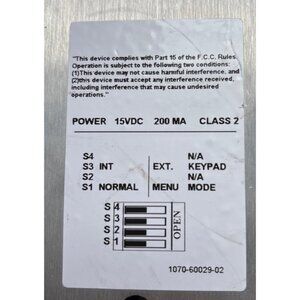 "This device complies with Part 15 of the F.C.C. Rules.
Operation is subject to the following two conditions:
(1)This device may not cause harmful interference, and
(2)this device must accept any interference received,
including interference that may cause undesired
operations".
POWER 15VDC 200 MA CLASS 2
S4 N/A
S3 INT EXT. KEYPAD
S2 N/A
S1 NORMAL MENU MODE
S 4
S 3
S 2
S 1
OPEN
1070-60029-02